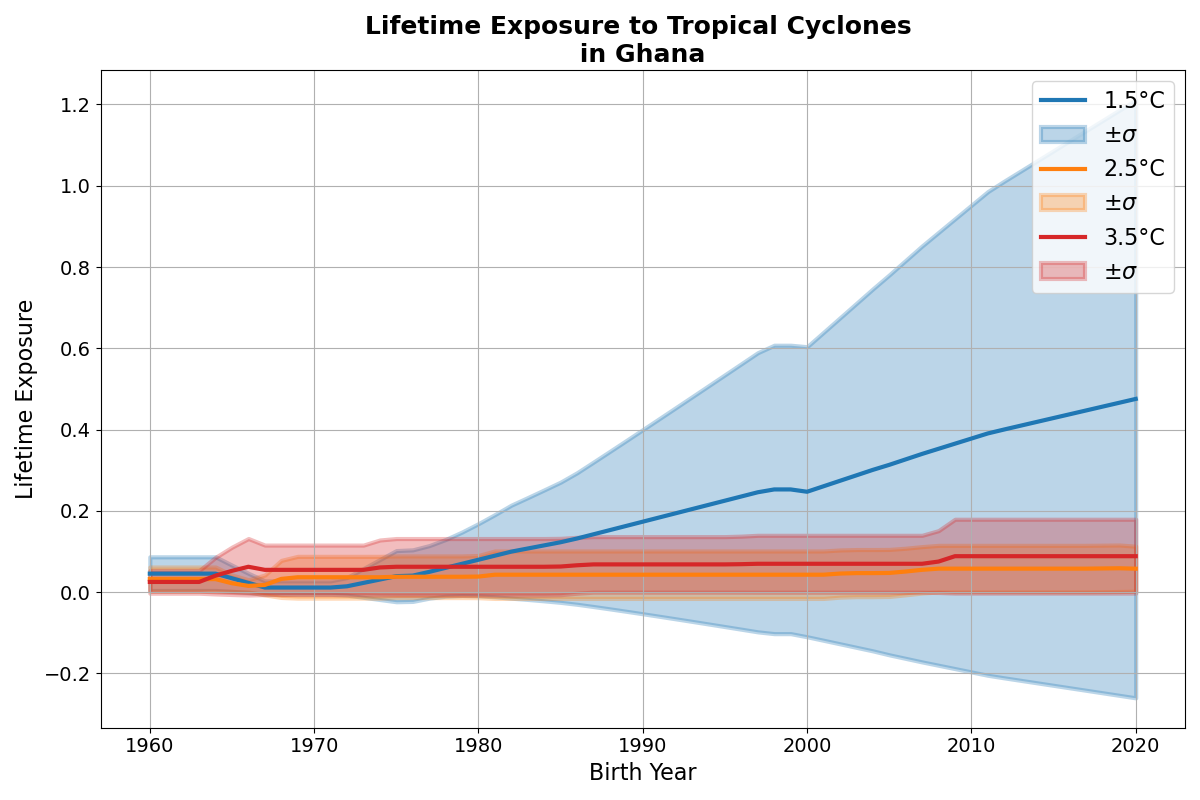 Lifetime Exposure to Tropical Cyclones
in Ghana
1.2
1.0
0.8
0.6
0.4
0.2
0.0
−0.2
Lifetime Exposure
1.5°C
±σ
2.5°C
±σ
3.5°C
±σ
1960 1970 1980 1990 2000 2010 2020
Birth Year